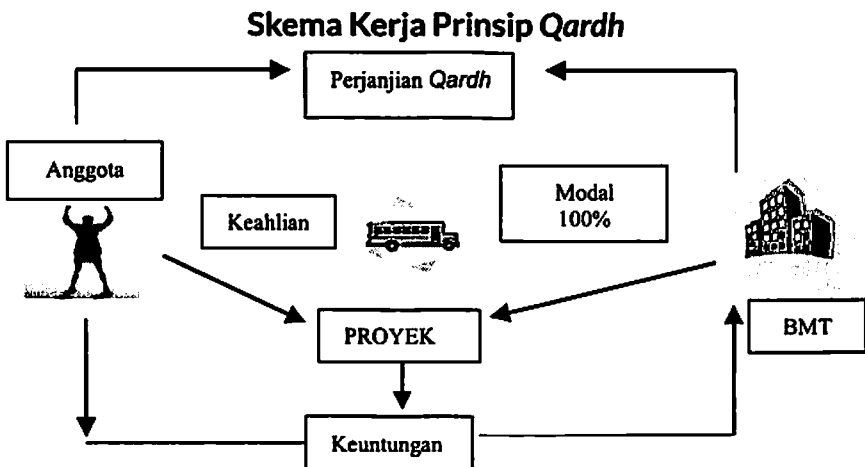 Skema Kerja Prinsip Qardh
Perjanjian Qardh
Anggota
Keahlian
Modal
100%
PROYEK
BMT
Keuntungan